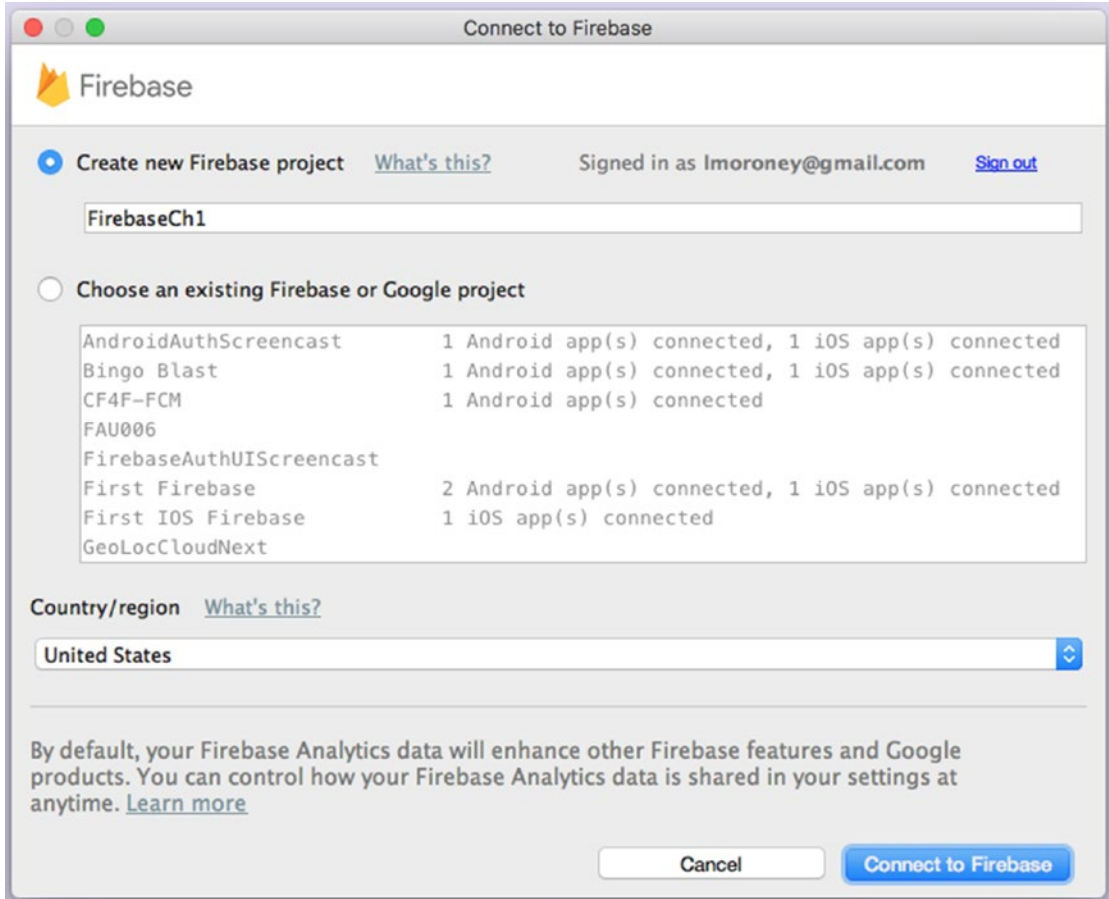 Connect to Firebase
Firebase
Create new Firebase project What's this? Signed in as lmoroney@gmail.com Sign out
FirebaseCh1
Choose an existing Firebase or Google project
AndroidAuthScreencast 1 Android app(s) connected, 1 iOS app(s) connected
Bingo Blast 1 Android app(s) connected, 1 iOS app(s) connected
CF4F-FCM 1 Android app(s) connected
FAU006
FirebaseAuthUIScreencast
First Firebase 2 Android app(s) connected, 1 iOS app(s) connected
First IOS Firebase 1 iOS app(s) connected
GeoLocCloudNext
Country/region What's this?
United States
By default, your Firebase Analytics data will enhance other Firebase features and Google
products. You can control how your Firebase Analytics data is shared in your settings at
anytime. Learn more
Cancel Connect to Firebase